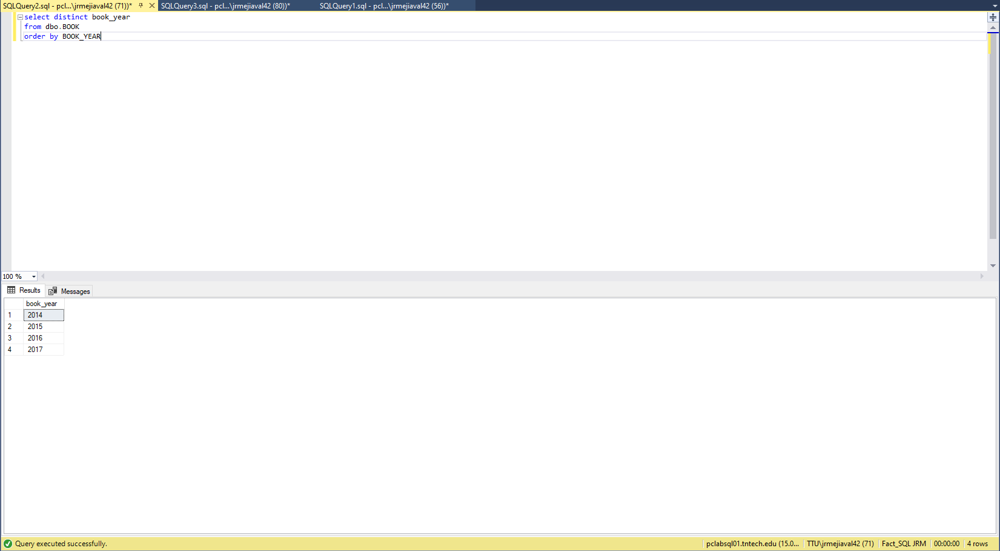 SQLQuery2.sql - pcl...\jrmejiaval42 (71))* SQLQuery3.sql - pcl...\jrmejiaval42 (80))* SQLQuery1.sql - pcl...\jrmejiaval42 (56))*
select distinct book_year
from dbo.BOOK
order by BOOK_YEAR
100 %
Results Messages
book_year
1 2014
2 2015
3 2016
4 2017
Query executed successfully. pclabsql01.tntech.edu (15.0... TTU\jrmejiaval42 (71) Fact_SQL JRM 00:00:00 4 rows